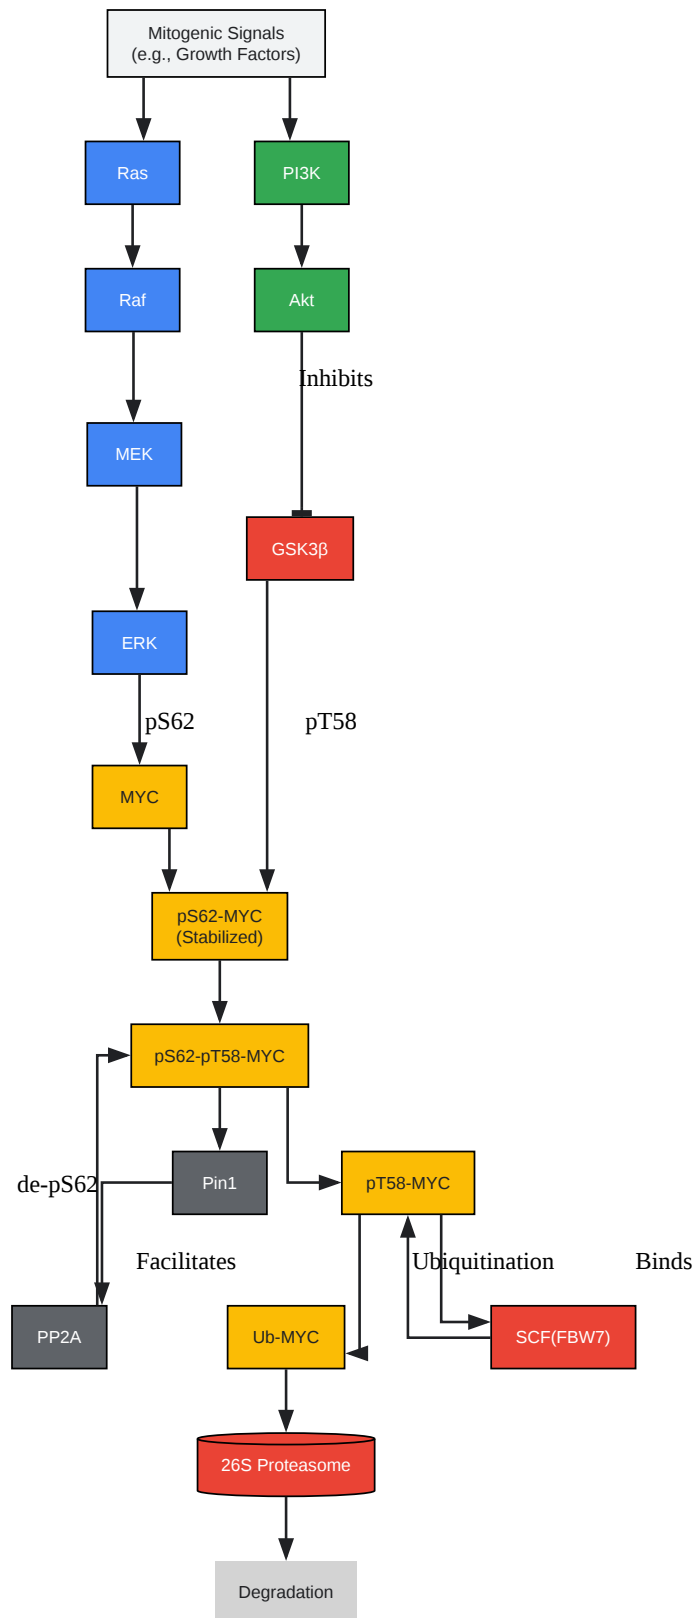 Mitogenic Signals
(e.g., Growth Factors)
Ras
PI3K
Raf
Akt
Inhibits
MEK
GSK3β
ERK
pS62
pT58
MYC
pS62-MYC
(Stabilized)
pS62-pT58-MYC
de-pS62
Pin1
pT58-MYC
Facilitates
Ubiquitination
Binds
PP2A
Ub-MYC
SCF(FBW7)
26S Proteasome
Degradation